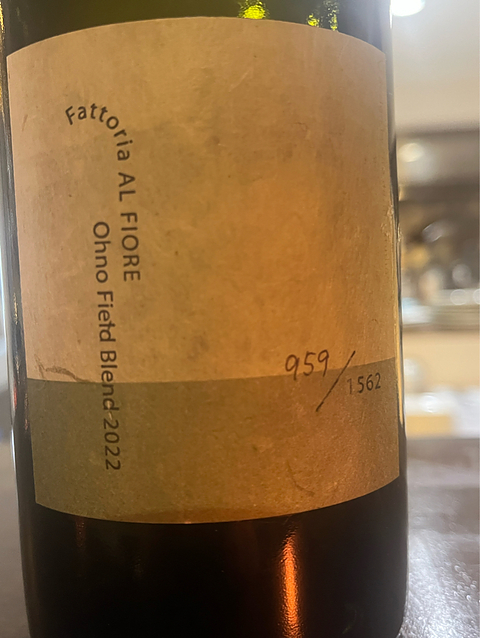 Fattoria AL FIORE
Ohno Field Blend 2022
959/1562